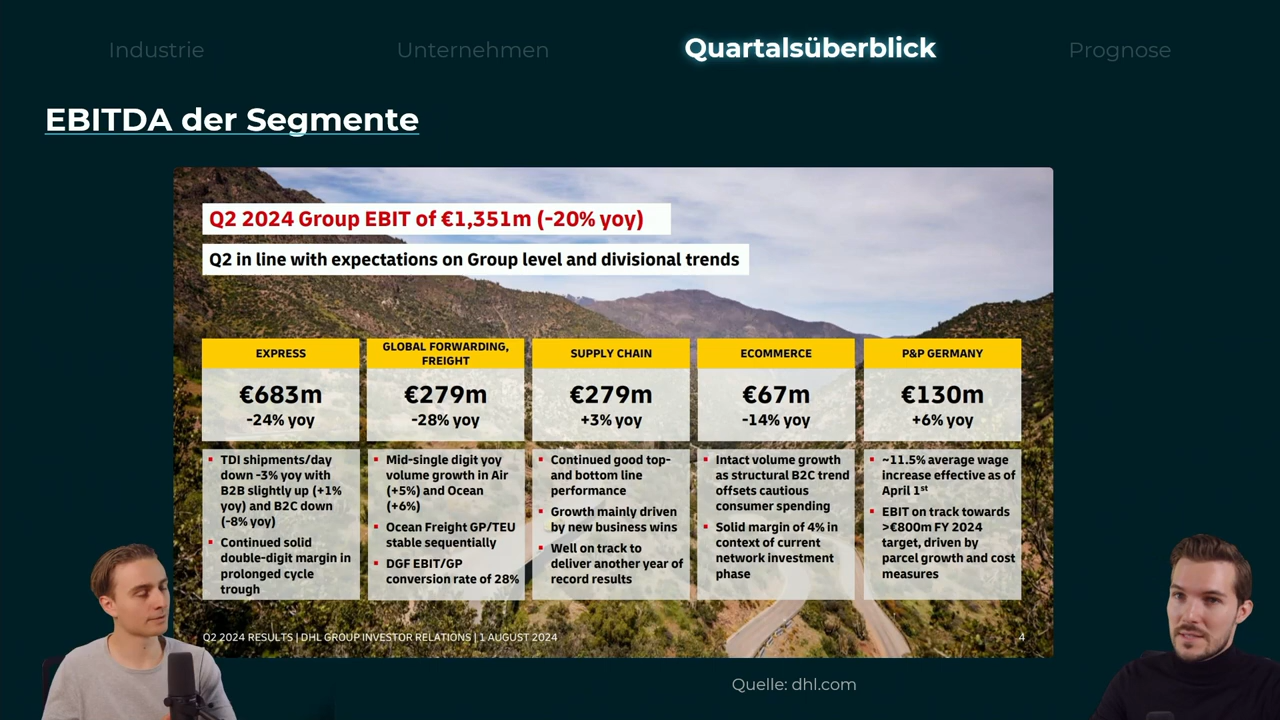 Industrie
Unternehmen
Quartalsüberblick
Prognose
EBITDA der Segmente
Q2 2024 Group EBIT of €1,351m (-20% yoy)
Q2 in line with expectations on Group level and divisional trends
EXPRESS
€683m
-24% yoy
TDI shipments/day
down -3% yoy with
B2B slightly up (+1%
yoy) and B2C down
(-8% yoy)
Continued solid
double-digit margin in
prolonged cycle
trough
GLOBAL FORWARDING,
FREIGHT
€279m
-28% yoy
Mid-single digit yoy
volume growth in Air
(+5%) and Ocean
(+6%)
Ocean Freight GP/TEU
stable sequentially
DGF EBIT/GP
conversion rate of 28%
SUPPLY CHAIN
€279m
+3% yoy
Continued good top-
and bottom line
performance
Growth mainly driven
by new business wins
Well on track to
deliver another year of
record results
ECOMMERCE
€67m
-14% yoy
Intact volume growth
as structural B2C trend
offsets cautious
consumer spending
Solid margin of 4% in
context of current
network investment
phase
P&P GERMANY
€130m
+6% yoy
~11.5% average wage
increase effective as of
April 1st
EBIT on track towards
>€800m FY 2024
target, driven by
parcel growth and cost
measures
Q2 2024 RESULTS | DHL GROUP INVESTOR RELATIONS | 1 AUGUST 2024
4
Quelle: dhl.com